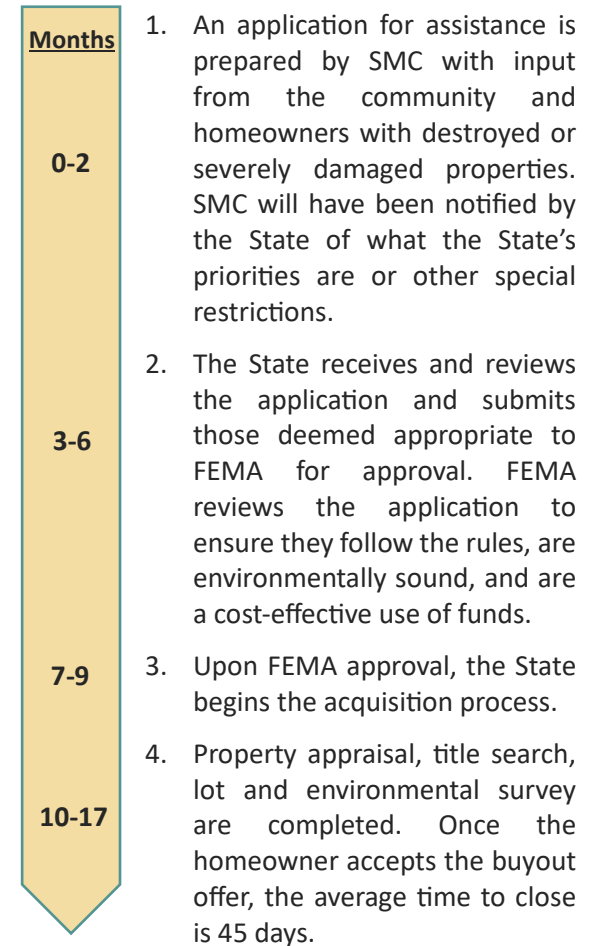 Months
1. An application for assistance is
prepared by SMC with input
from the community and
homeowners with destroyed or
0-2
severely damaged properties.
SMC will have been notified by
the State of what the State’s
priorities are or other special
restrictions.
2. The State receives and reviews
the application and submits
3-6
those deemed appropriate to
FEMA for approval. FEMA
reviews the application to
ensure they follow the rules, are
environmentally sound, and are
a cost-effective use of funds.
7-9
3. Upon FEMA approval, the State
begins the acquisition process.
4. Property appraisal, title search,
lot and environmental survey
10-17
are completed. Once the
homeowner accepts the buyout
offer, the average time to close
is 45 days.